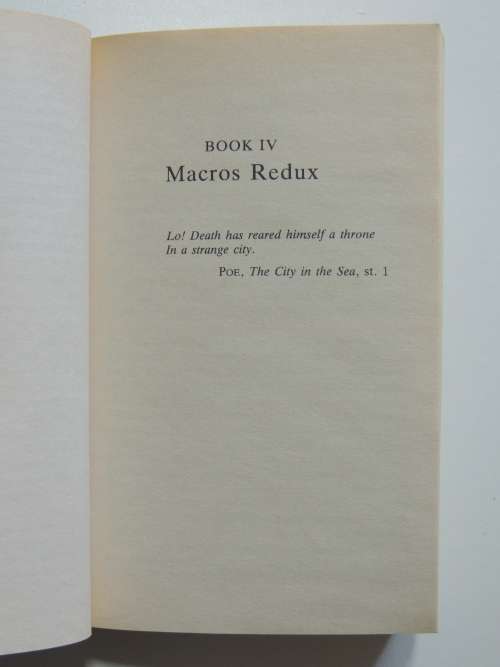 BOOK IV
Macros Redux
Lo! Death has reared himself a throne
In a strange city.
POE, The City in the Sea, st. 1